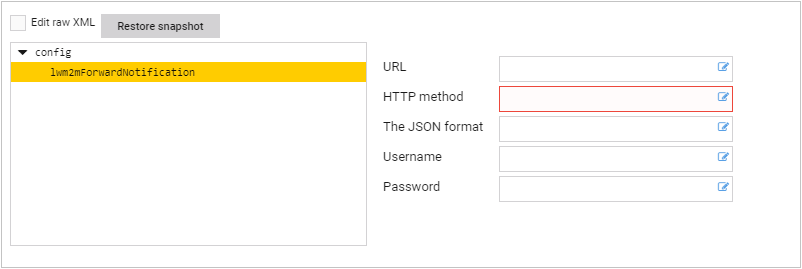 Edit raw XML
Restore snapshot
config
lwm2mForwardNotification
URL
HTTP method
The JSON format
Username
Password